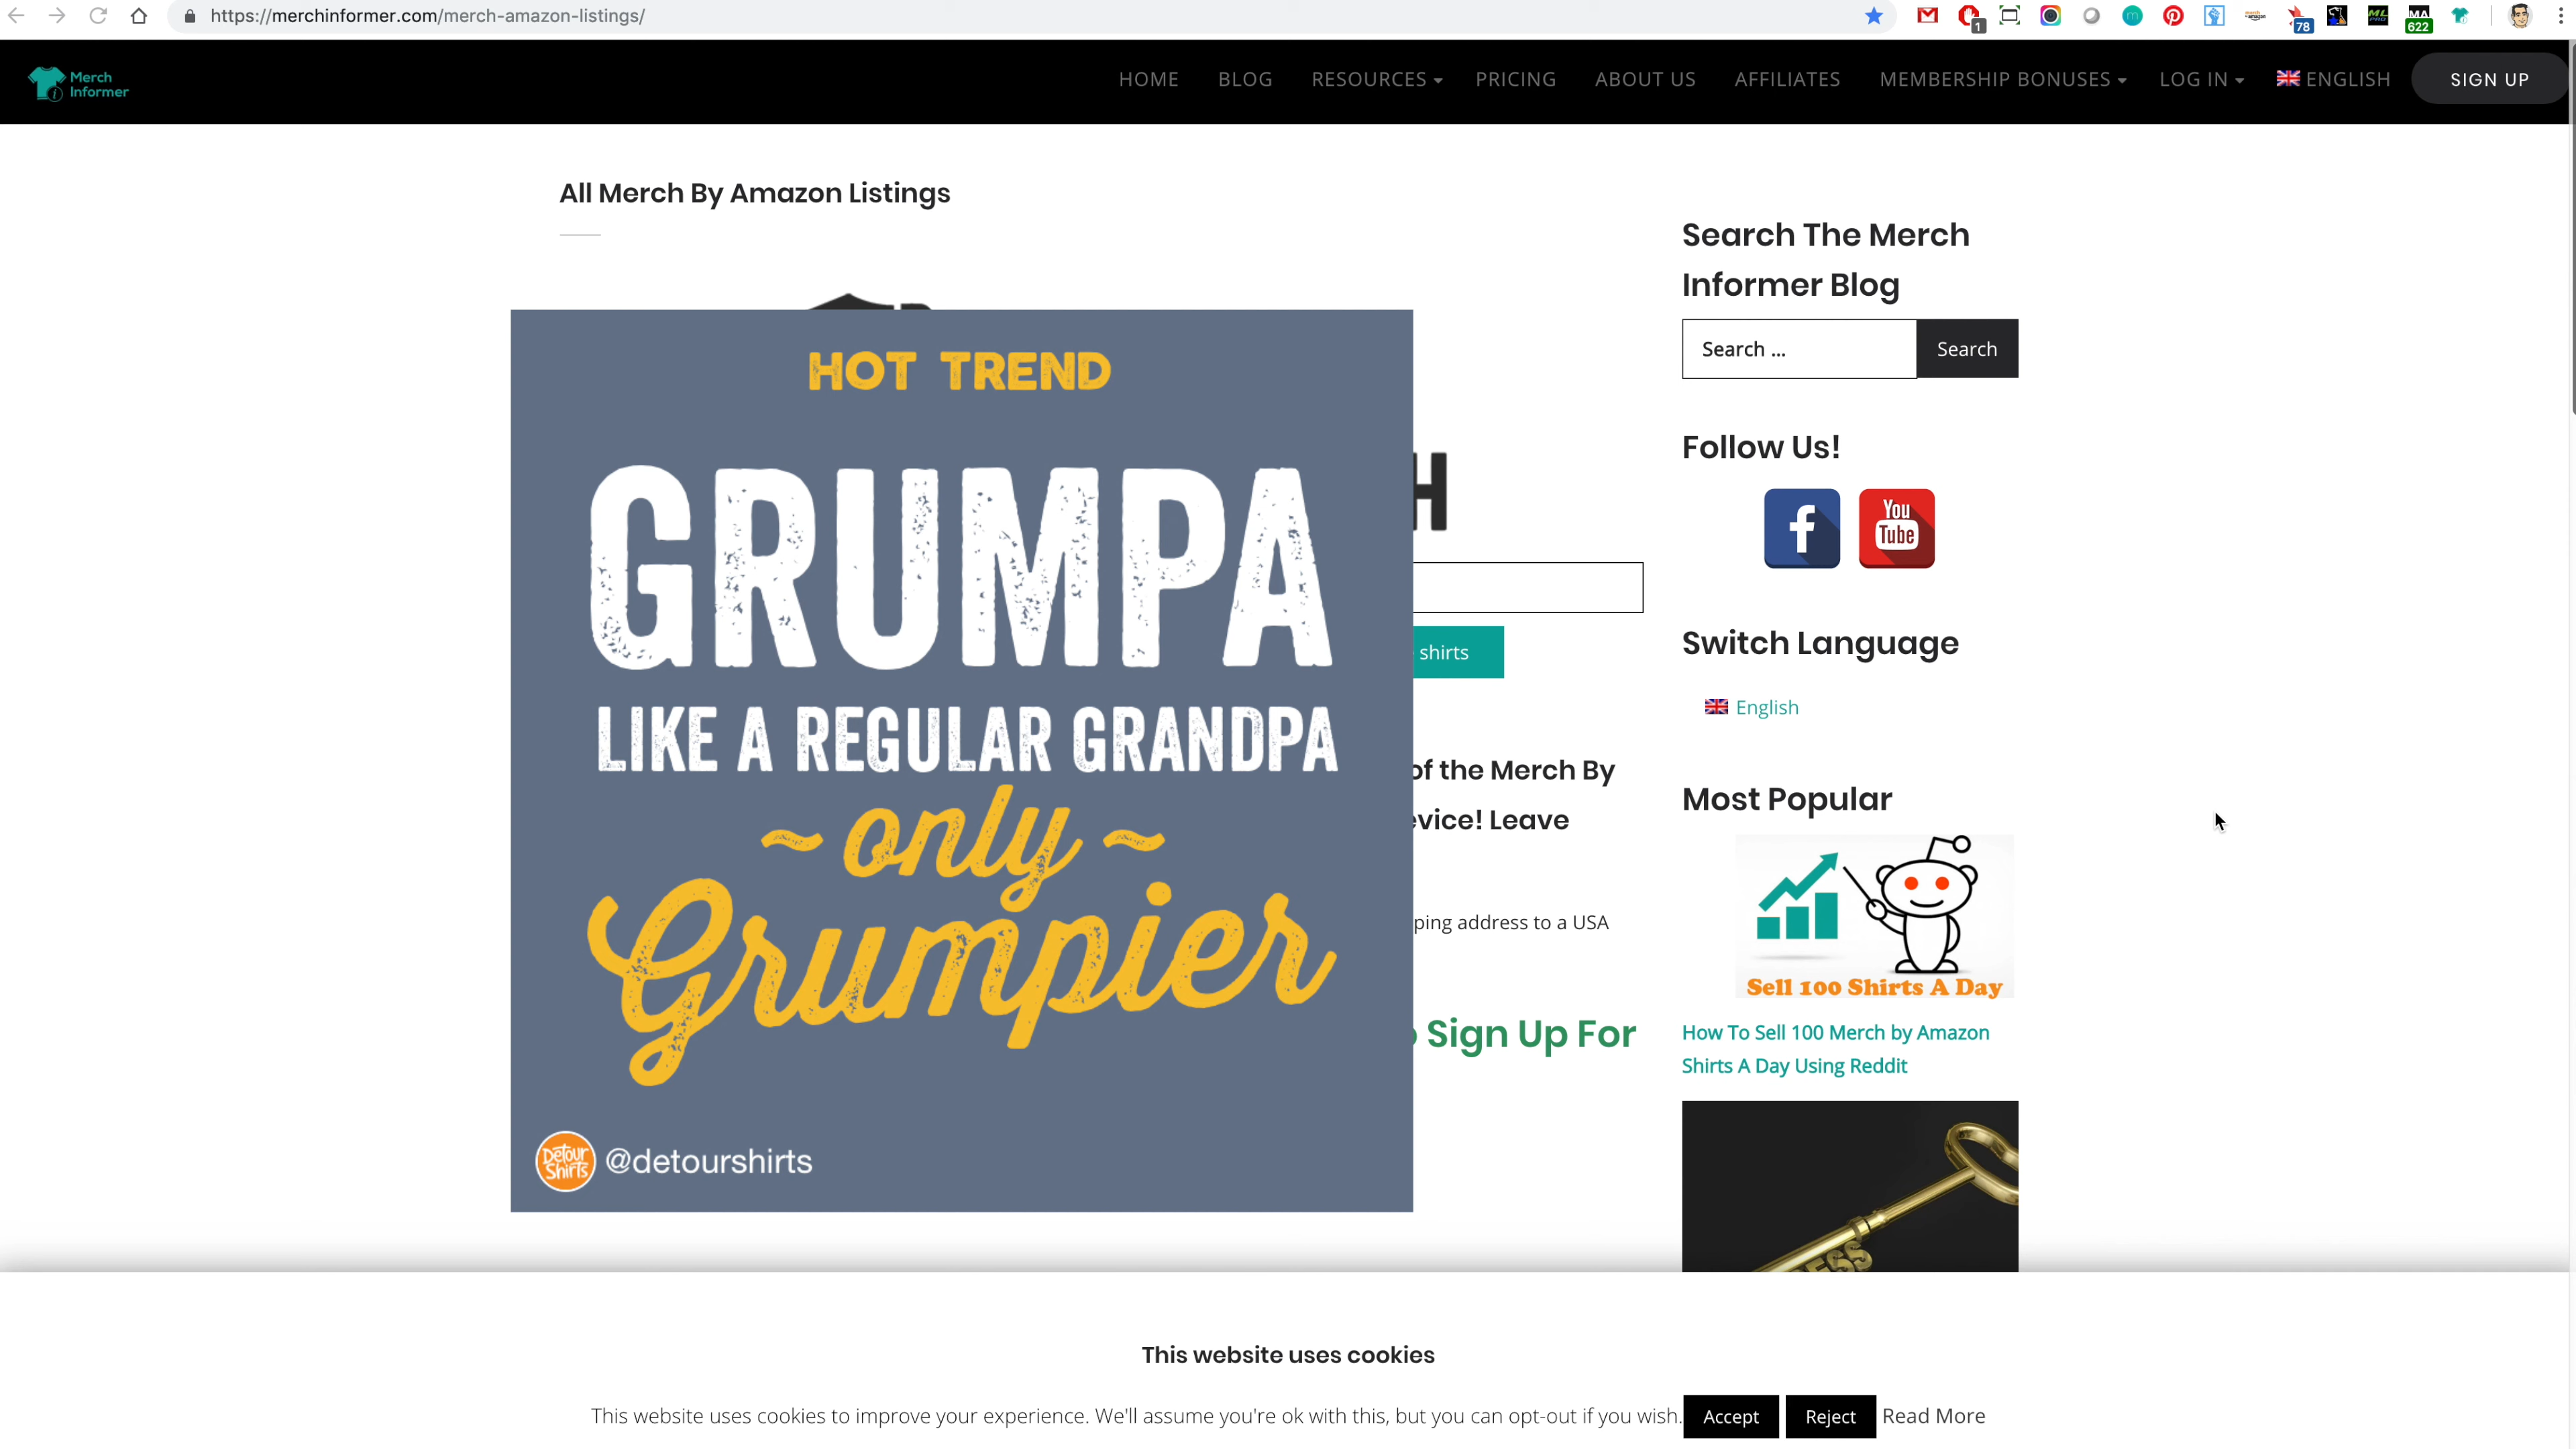 https://merchinformer.com/merch-amazon-listings/
1
78
622
Merch
Informer
HOME
BLOG
RESOURCES
PRICING
ABOUT US
AFFILIATES
MEMBERSHIP BONUSES
LOG IN
ENGLISH
SIGN UP
All Merch By Amazon Listings
HOT TREND
GRUMPA
LIKE A REGULAR GRANDPA
~ only ~
Grumpier
Detour
Shirts
@detourshirts
H
shirts
of the Merch By
Leave
address to a USA
Sign Up For
Search The Merch
Informer Blog
Search ...
Search
Follow Us!
You
Tube
Switch Language
English
Most Popular
Sell 100 Shirts A Day
How To Sell 100 Merch by Amazon
Shirts A Day Using Reddit
This website uses cookies
This website uses cookies to improve your experience. We'll assume you're ok with this, but you can opt-out if you wish. Accept Reject Read More